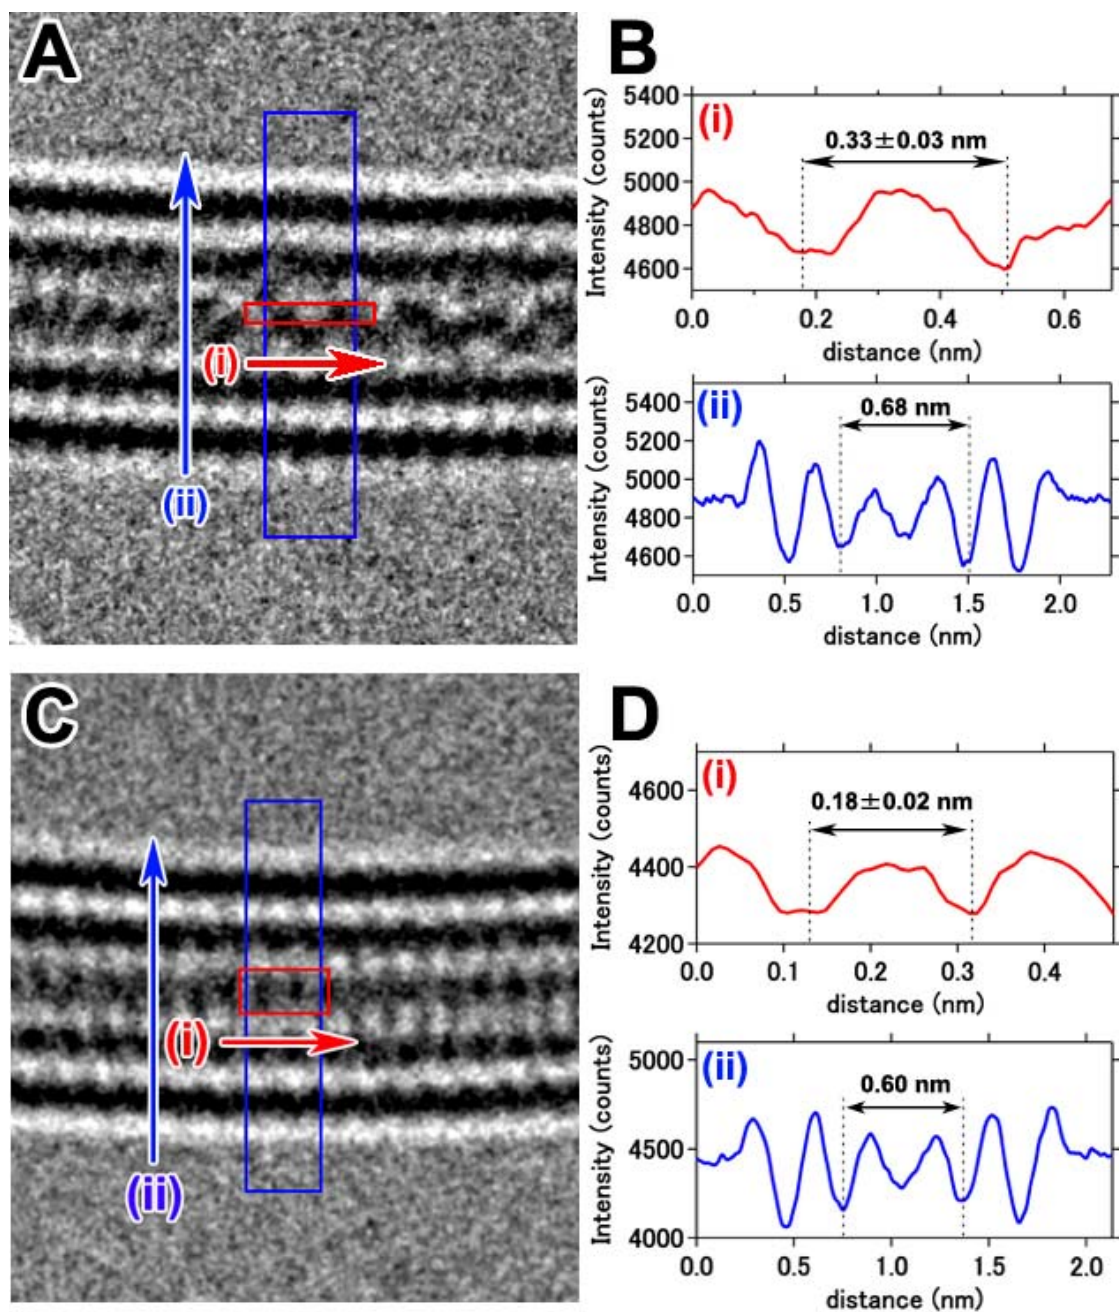 A
(i)
(ii)
B
(i)
0.33±0.03 nm
Intensity (counts)
5400
5200
5000
4800
4600
0.0 0.2 0.4 0.6
distance (nm)
(ii)
0.68 nm
Intensity (counts)
5400
5200
5000
4800
4600
0.0 0.5 1.0 1.5 2.0
distance (nm)
C
(i)
(ii)
D
(i)
0.18±0.02 nm
Intensity (counts)
4600
4400
4200
0.0 0.1 0.2 0.3 0.4
distance (nm)
(ii)
0.60 nm
Intensity (counts)
5000
4500
4000
0.0 0.5 1.0 1.5 2.0
distance (nm)